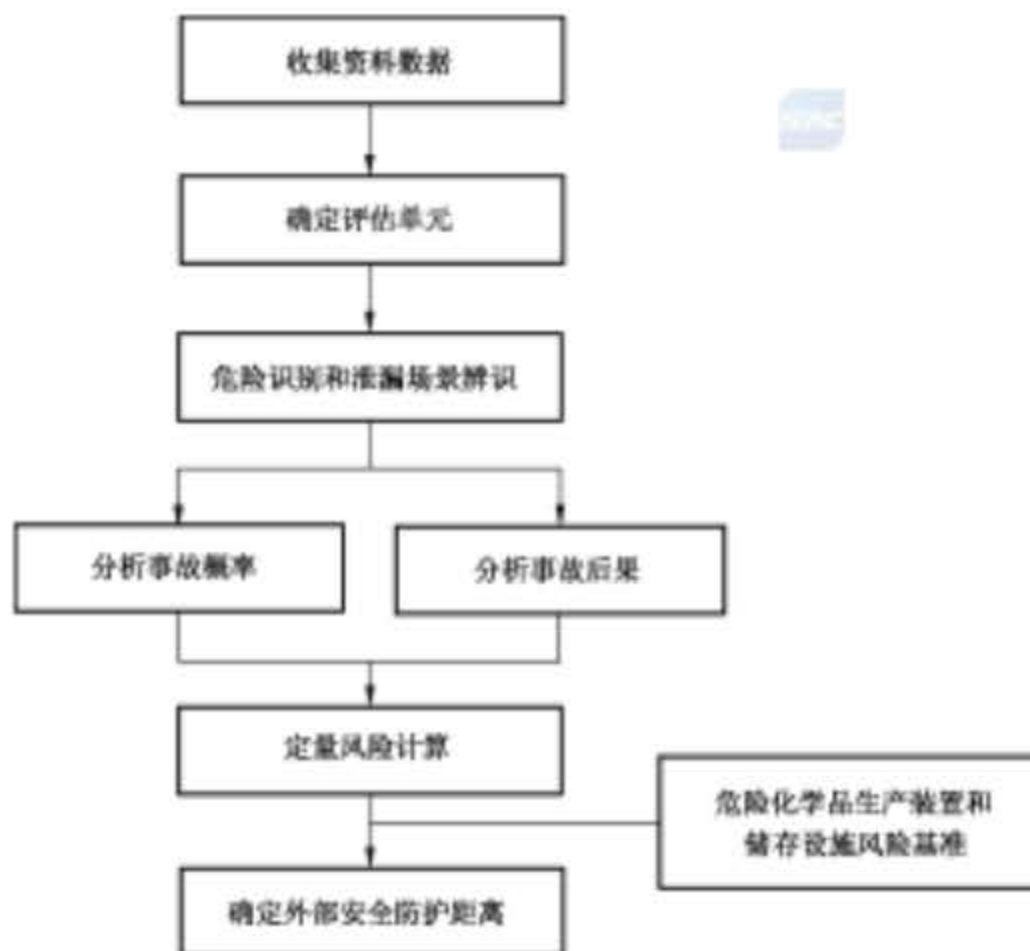 收集资料数据
确定评估单元
危险识别和泄漏场景辨识
分析事故概率
分析事故后果
定量风险计算
危险化学品生产装置和
储存设施风险基准
确定外部安全防护距离